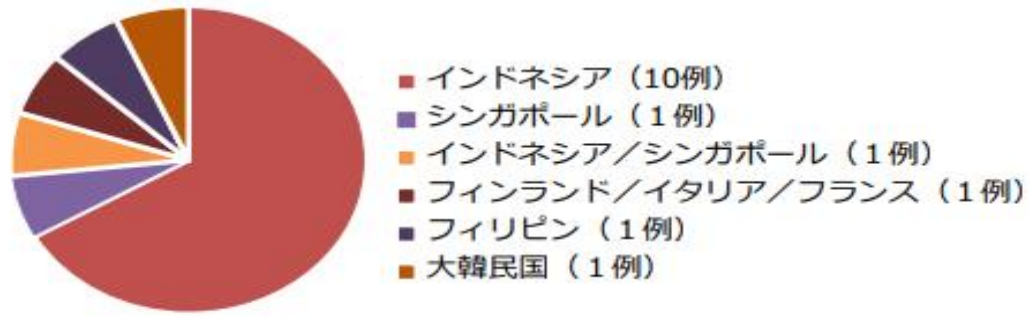 インドネシア（10例）
シンガポール（１例）
インドネシア／シンガポール（１例）
フィンランド／イタリア／フランス（１例）
フィリピン（１例）
大韓民国（１例）